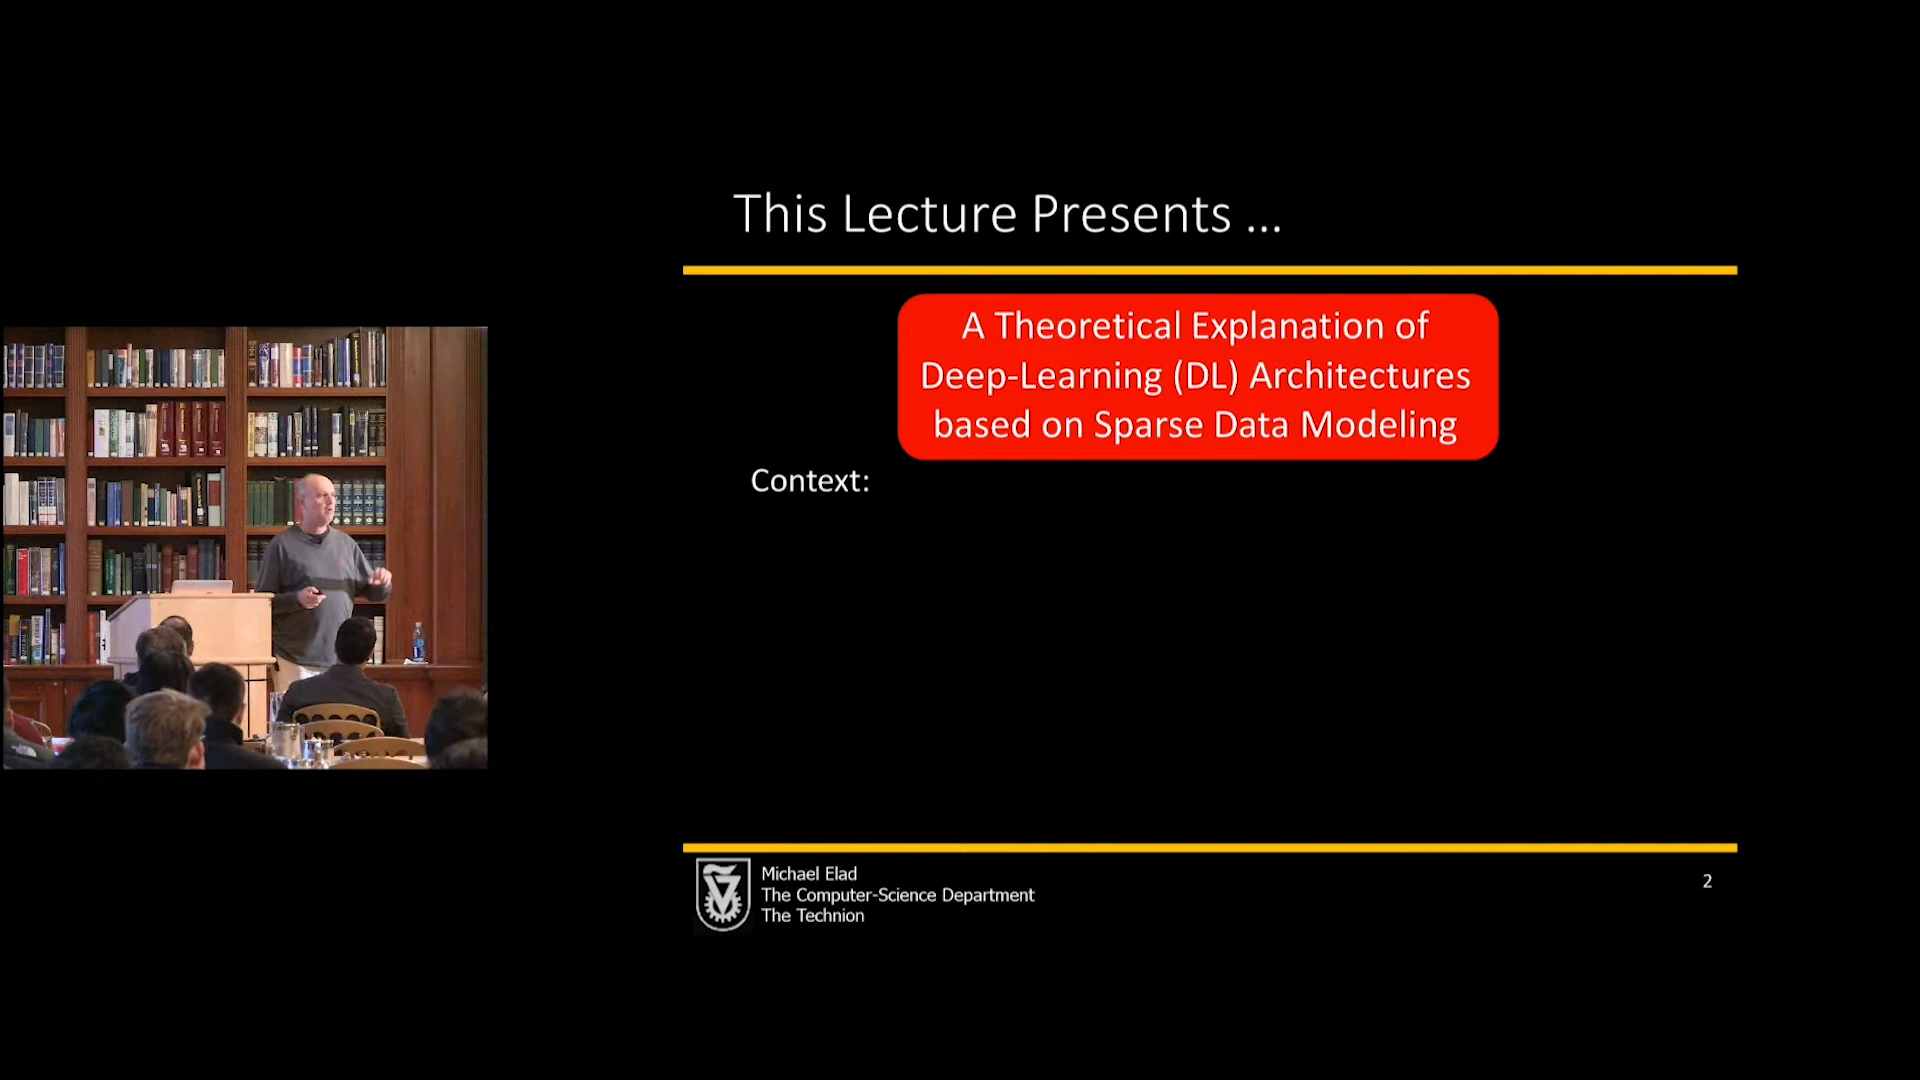 This Lecture Presents ...
A Theoretical Explanation of
Deep-Learning (DL) Architectures
based on Sparse Data Modeling
Context:
Michael Elad
The Computer-Science Department
The Technion
2